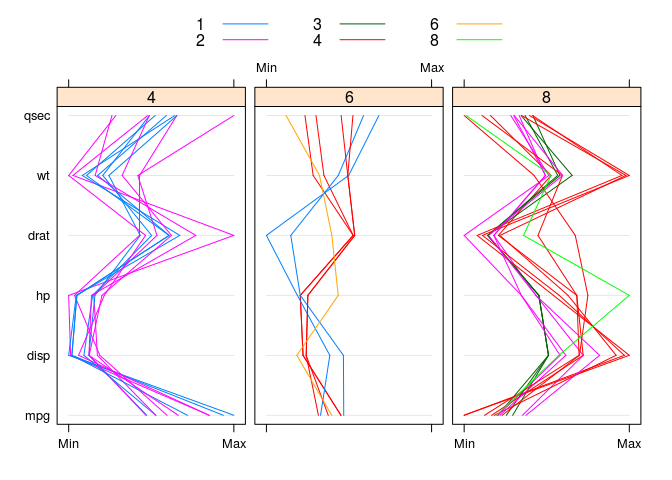 1 3 6
2 4 8
Min Max
4 6 8
qsec
wt
drat
hp
disp
mpg
Min Max Min Max